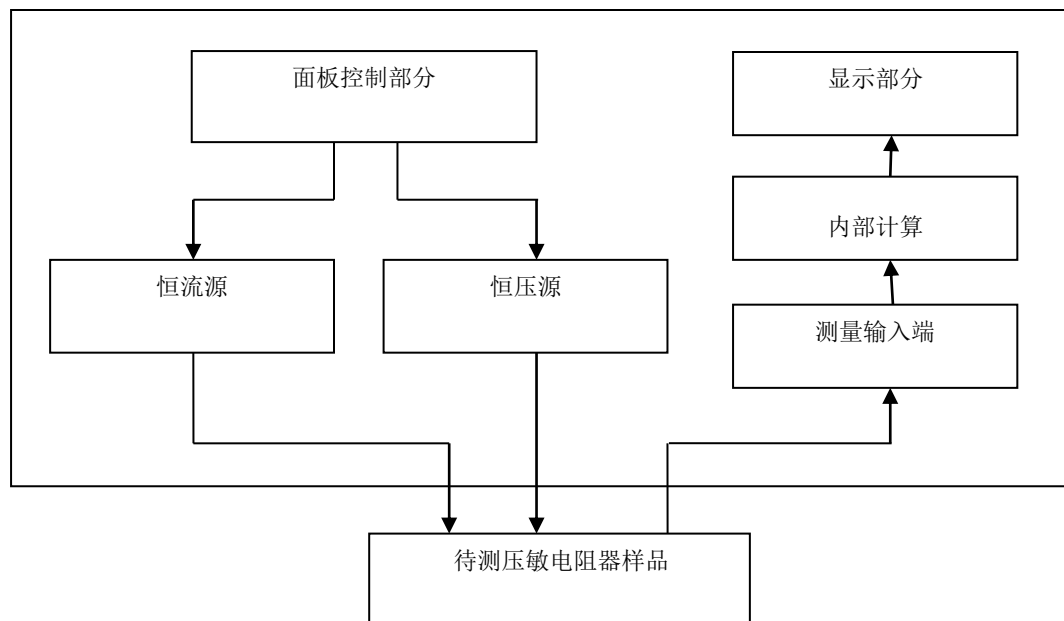 面板控制部分
显示部分
内部计算
恒流源
恒压源
测量输入端
待测压敏电阻器样品